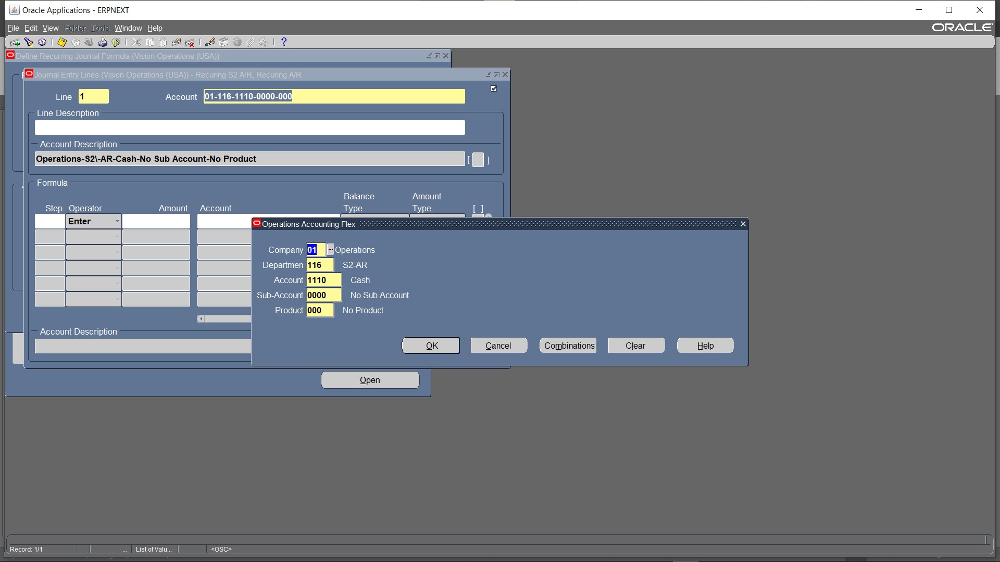 Oracle Applications - ERPNEXT
File Edit View Folder Tools Window Help
ORACLE
Define Recurring Journal Formula (Vision Operations (USA))
Journal Entry Lines (Vision Operations (USA)) - Recuring S2 A/R, Recuring A/R
Line 1 Account 01-116-1110-0000-000
Line Description
Account Description
Operations-S2\-AR-Cash-No Sub Account-No Product [ ]
Formula
Balance Amount
Step Operator Amount Account Type Type [ ]
Enter
Operations Accounting Flex
Company 01 ... Operations
Departmen 116 S2-AR
Account 1110 Cash
Sub-Account 0000 No Sub Account
Product 000 No Product
Account Description
OK Cancel Combinations Clear Help
Open
Record: 1/1 ... List of Valu... <OSC>